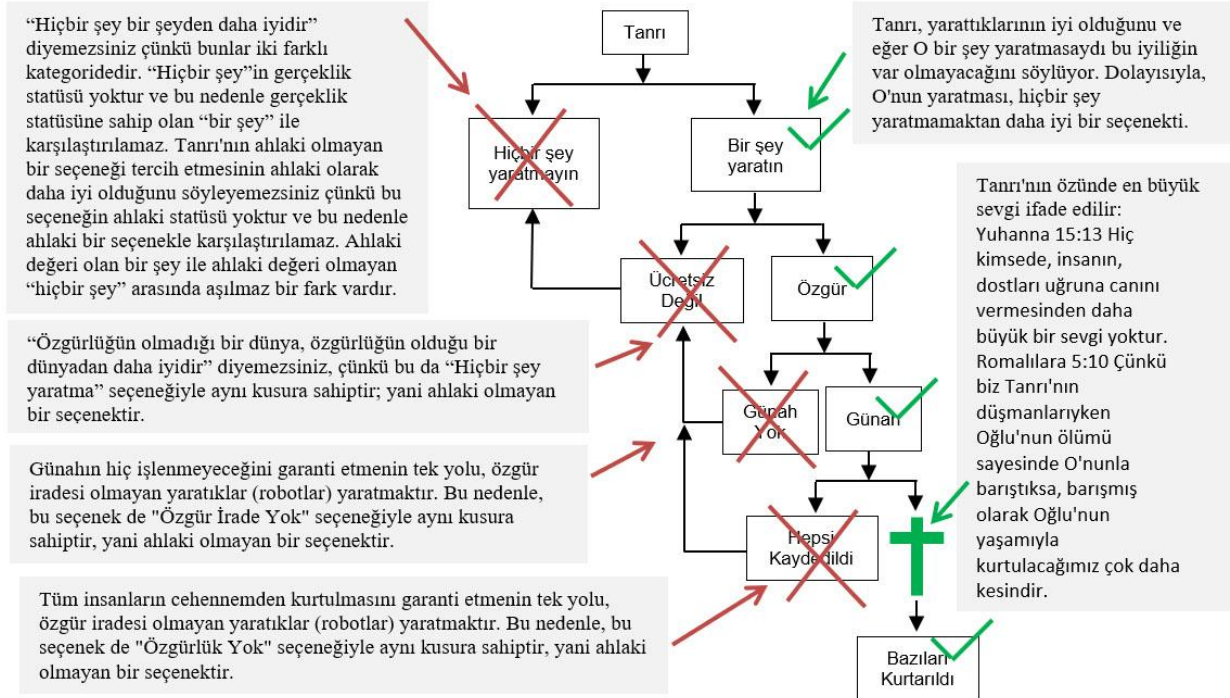 “Hiçbir şey bir şeyden daha iyidir”
diyemezsiniz çünkü bunlar iki farklı
kategoridedir. “Hiçbir şey”in gerçeklik
statüsü yoktur ve bu nedenle gerçeklik
statüsüne sahip olan “bir şey” ile
karşılaştırılamaz. Tanrı'nın ahlaki olmayan
bir seçeneği tercih etmesinin ahlaki olarak
daha iyi olduğunu söyleyemezsiniz çünkü bu
seçeneğin ahlaki statüsü yoktur ve bu nedenle
ahlaki bir seçenekle karşılaştırılamaz. Ahlaki
değeri olan bir şey ile ahlaki değeri olmayan
“hiçbir şey” arasında aşılmaz bir fark vardır.
Tanrı
Tanrı, yarattıklarının iyi olduğunu ve
eğer O bir şey yaratmasaydı bu iyiliğin
var olmayacağını söylüyor. Dolayısıyla,
O'nun yaratması, hiçbir şey
yaratmamaktan daha iyi bir seçenekti.
Hiçbir şey
yaratmayın
Bir şey
yaratın
Tanrı'nın özünde en büyük
sevgi ifade edilir:
Yuhanna 15:13 Hiç
kimsede, insanın,
dostları uğruna canını
vermesinden daha
büyük bir sevgi yoktur.
Romalılara 5:10 Çünkü
biz Tanrı'nın
düşmanlarıyken
Oğlu'nun ölümü
sayesinde O'nunla
barıştıksa, barışmış
olarak Oğlu'nun
yaşamıyla
kurtulacağımız çok daha
kesindir.
Ücretsiz
Değil
Özgür
“Özgürlüğün olmadığı bir dünya, özgürlüğün olduğu bir
dünyadan daha iyidir” diyemezsiniz, çünkü bu da “Hiçbir şey
yaratma” seçeneğiyle aynı kusura sahiptir; yani ahlaki olmayan
bir seçenektir.
Günah
Yok
Günah
Günahın hiç işlenmeyeceğini garanti etmenin tek yolu, özgür
iradesi olmayan yaratıklar (robotlar) yaratmaktır. Bu nedenle,
bu seçenek de "Özgür İrade Yok" seçeneğiyle aynı kusura
sahiptir, yani ahlaki olmayan bir seçenektir.
Hepsi
Kaydedildi
Tüm insanların cehennemden kurtulmasını garanti etmenin tek yolu,
özgür iradesi olmayan yaratıklar (robotlar) yaratmaktır. Bu nedenle, bu
seçenek de "Özgürlük Yok" seçeneğiyle aynı kusura sahiptir, yani ahlaki
olmayan bir seçenektir.
Bazıları
Kurtarıldı